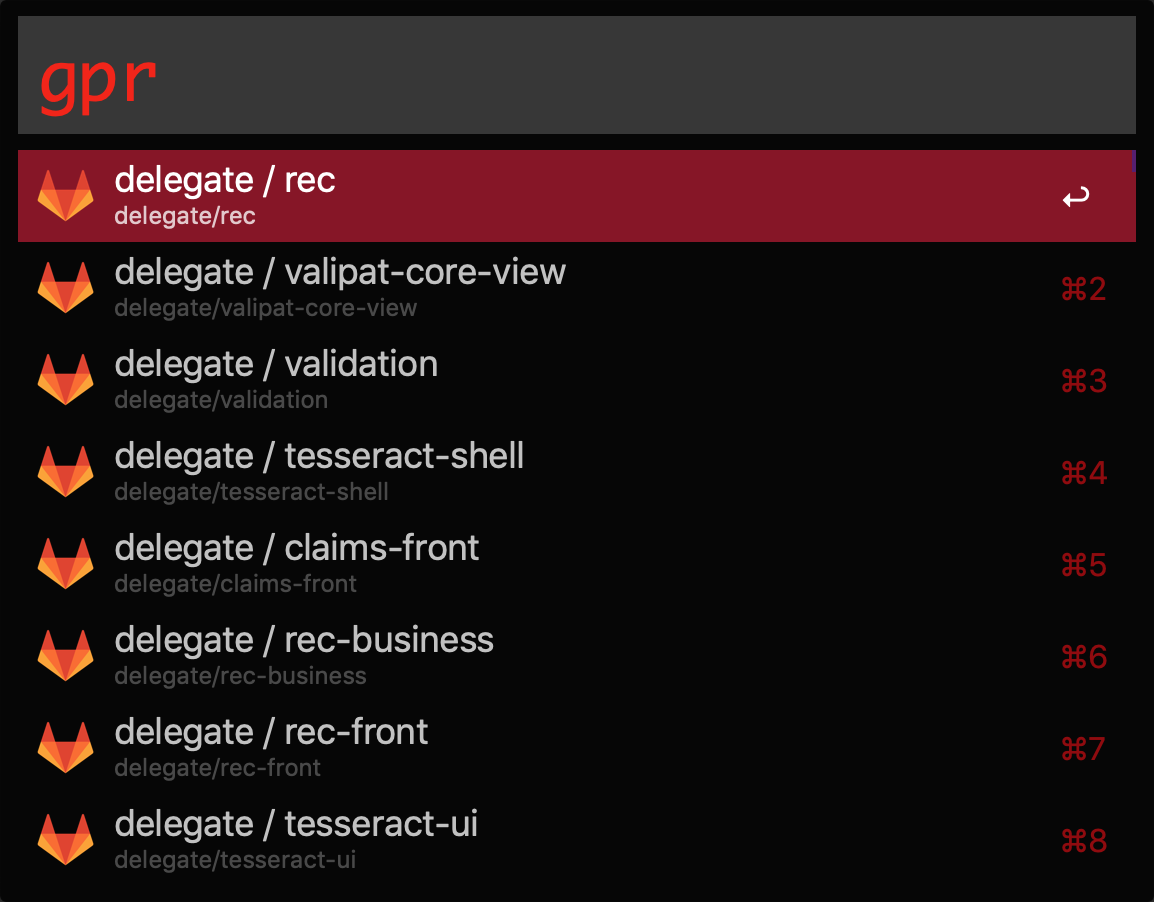 gpr
delegate / rec
delegate/rec
↩
delegate / valipat-core-view
delegate/valipat-core-view
⌘2
delegate / validation
delegate/validation
⌘3
delegate / tesseract-shell
delegate/tesseract-shell
⌘4
delegate / claims-front
delegate/claims-front
⌘5
delegate / rec-business
delegate/rec-business
⌘6
delegate / rec-front
delegate/rec-front
⌘7
delegate / tesseract-ui
delegate/tesseract-ui
⌘8